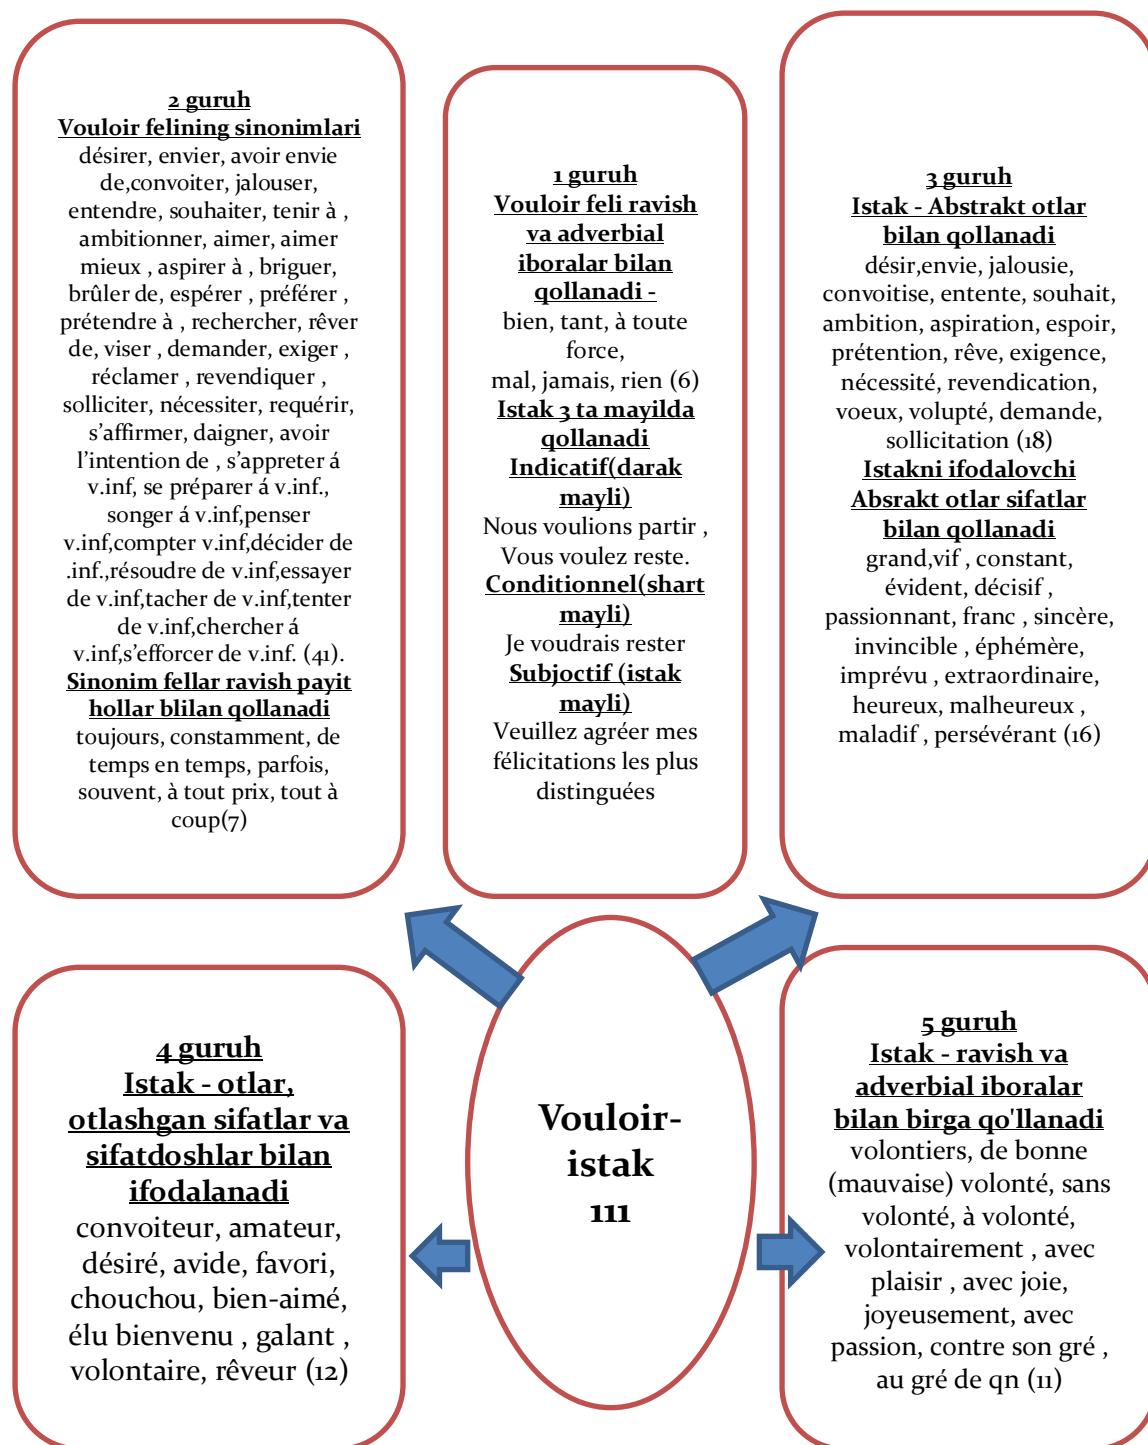 2 guruh
Vouloir felining sinonimlari
désirer, envier, avoir envie
de,convoiter, jalouser,
entendre, souhaiter, tenir à ,
ambitionner, aimer, aimer
mieux , aspirer à , briguer,
brûler de, espérer , préférer ,
prétendre à , rechercher, rêver
de, viser , demander, exiger ,
réclamer , revendiquer ,
solliciter, nécessiter, requérir,
s’affirmer, daigner, avoir
l’intention de , s’appreter á
v.inf, se préparer á v.inf.,
songer á v.inf,penser
v.inf,compter v.inf,décider de
.inf.,résoudre de v.inf,essayer
de v.inf,tacher de v.inf,tenter
de v.inf,chercher á
v.inf,s’efforcer de v.inf. (41).
Sinonim fellar ravish payit
hollar blilan qollanadi
toujours, constamment, de
temps en temps, parfois,
souvent, à tout prix, tout à
coup(7)
1 guruh
Vouloir feli ravish
va adverbial
iboralar bilan
qollanadi -
bien, tant, à toute
force,
mal, jamais, rien (6)
Istak 3 ta mayilda
qollanadi
Indicatif(darak
mayli)
Nous voulions partir ,
Vous voulez reste.
Conditionnel(shart
mayli)
Je voudrais rester
Subjoctif (istak
mayli)
Veuillez agréer mes
félicitations les plus
distinguées
3 guruh
Istak - Abstrakt otlar
bilan qollanadi
désir,envie, jalousie,
convoitise, entente, souhait,
ambition, aspiration, espoir,
prétention, rêve, exigence,
nécessité, revendication,
voeux, volupté, demande,
sollicitation (18)
Istakni ifodalovchi
Absrakt otlar sifatlar
bilan qollanadi
grand,vif , constant,
évident, décisif ,
passionnant, franc , sincère,
invincible , éphémère,
imprévu , extraordinaire,
heureux, malheureux ,
maladif , persévérant (16)
4 guruh
Istak - otlar,
otlashgan sifatlar va
sifatdoshlar bilan
ifodalanadi
convoiteur, amateur,
désiré, avide, favori,
chouchou, bien-aimé,
élu bienvenu , galant ,
volontaire, rêveur (12)
Vouloir-
istak
111
5 guruh
Istak - ravish va
adverbial iboralar
bilan birga qo'llanadi
volontiers, de bonne
(mauvaise) volonté, sans
volonté, à volonté,
volontairement , avec
plaisir , avec joie,
joyeusement, avec
passion, contre son gré ,
au gré de qn (11)